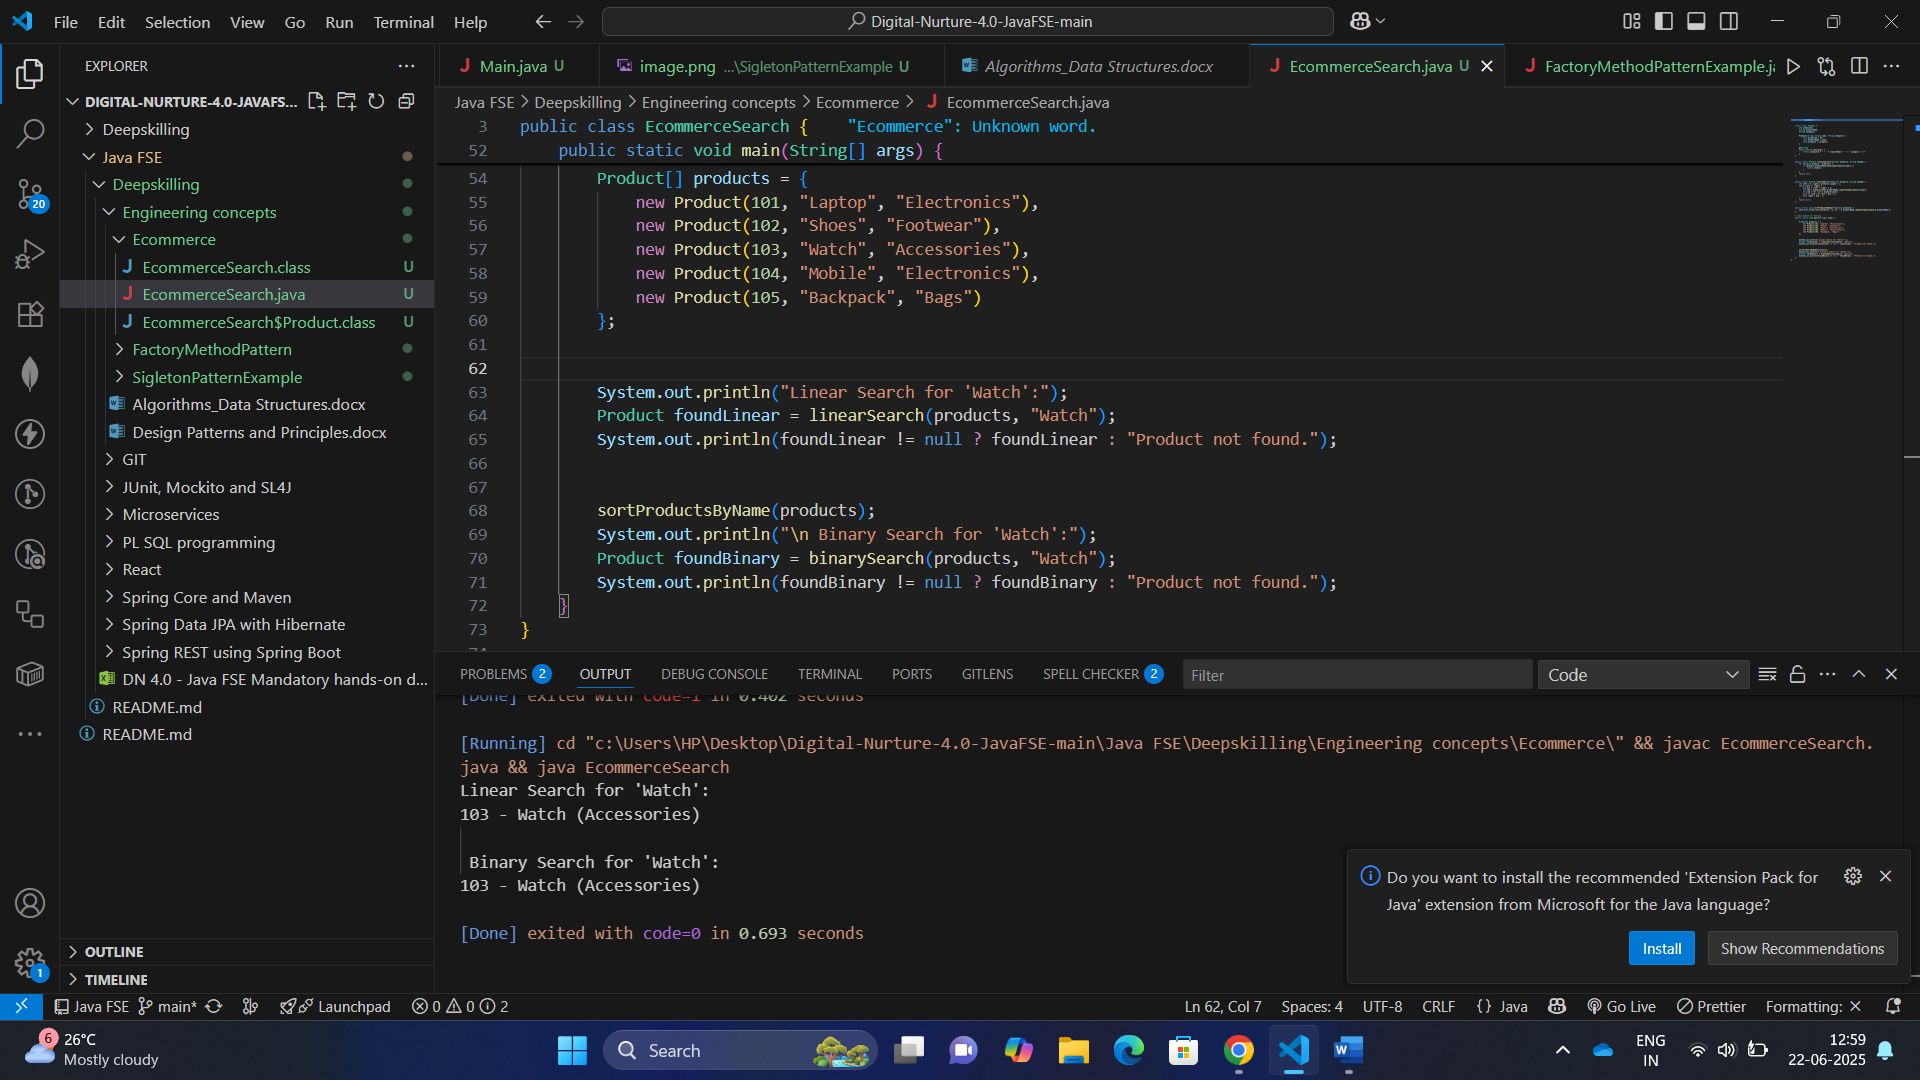 File Edit Selection View Go Run Terminal Help
Digital-Nurture-4.0-JavaFSE-main
EXPLORER
DIGITAL-NURTURE-4.0-JAVAFS...
Deepskilling
Java FSE
Deepskilling
Engineering concepts
Ecommerce
EcommerceSearch.class U
EcommerceSearch.java U
EcommerceSearch$Product.class U
FactoryMethodPattern
SigletonPatternExample
Algorithms_Data Structures.docx
Design Patterns and Principles.docx
GIT
JUnit, Mockito and SL4J
Microservices
PL SQL programming
React
Spring Core and Maven
Spring Data JPA with Hibernate
Spring REST using Spring Boot
DN 4.0 - Java FSE Mandatory hands-on d...
README.md
README.md
OUTLINE
TIMELINE
20
1
Main.java U
image.png ...\SigletonPatternExample U
Algorithms_Data Structures.docx
EcommerceSearch.java U
FactoryMethodPatternExample.ja
Java FSE > Deepskilling > Engineering concepts > Ecommerce > EcommerceSearch.java
3 public class EcommerceSearch { "Ecommerce": Unknown word.
52 public static void main(String[] args) {
54 Product[] products = {
55 new Product(101, "Laptop", "Electronics"),
56 new Product(102, "Shoes", "Footwear"),
57 new Product(103, "Watch", "Accessories"),
58 new Product(104, "Mobile", "Electronics"),
59 new Product(105, "Backpack", "Bags")
60 };
61
62
63 System.out.println("Linear Search for 'Watch':");
64 Product foundLinear = linearSearch(products, "Watch");
65 System.out.println(foundLinear != null ? foundLinear : "Product not found.");
66
67
68 sortProductsByName(products);
69 System.out.println("\n Binary Search for 'Watch':");
70 Product foundBinary = binarySearch(products, "Watch");
71 System.out.println(foundBinary != null ? foundBinary : "Product not found.");
72 }
73 }
PROBLEMS 2 OUTPUT DEBUG CONSOLE TERMINAL PORTS GITLENS SPELL CHECKER 2 Filter Code
[Done] exited with code=1 in 0.402 seconds
[Running] cd "c:\Users\HP\Desktop\Digital-Nurture-4.0-JavaFSE-main\Java FSE\Deepskilling\Engineering concepts\Ecommerce\" && javac EcommerceSearch.
java && java EcommerceSearch
Linear Search for 'Watch':
103 - Watch (Accessories)
Binary Search for 'Watch':
103 - Watch (Accessories)
[Done] exited with code=0 in 0.693 seconds
Do you want to install the recommended 'Extension Pack for
Java' extension from Microsoft for the Java language?
Install Show Recommendations
Java FSE main* Launchpad 0 0 2 Ln 62, Col 7 Spaces: 4 UTF-8 CRLF {} Java Go Live Prettier Formatting: ×
6
26°C
Mostly cloudy
Search
ENG
IN
12:59
22-06-2025